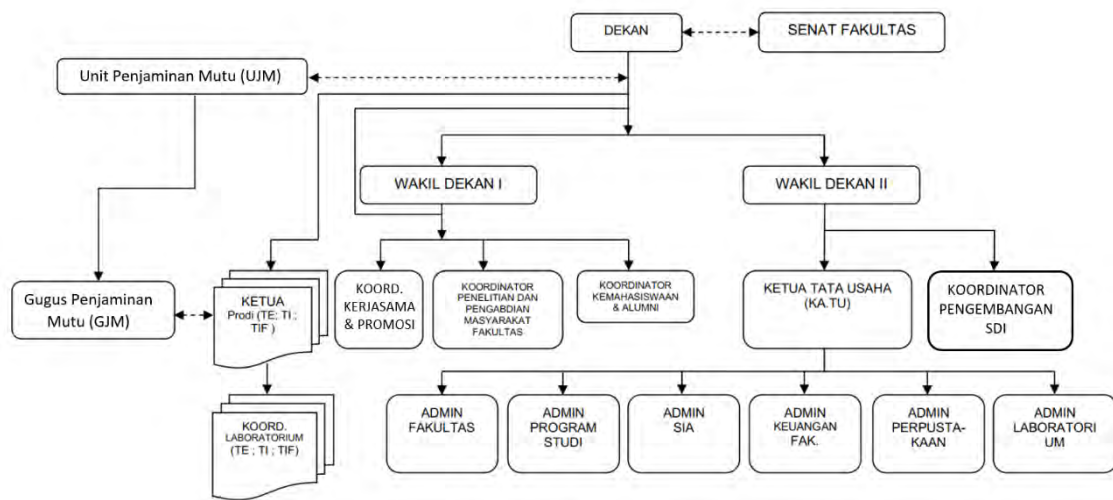 DEKAN
SENAT FAKULTAS
Unit Penjaminan Mutu (UJM)
WAKIL DEKAN I
WAKIL DEKAN II
Gugus Penjaminan
Mutu (GJM)
KETUA
Prodi (TE; TI ;
TIF )
KOORD.
KERJASAMA
& PROMOSI
KOORDINATOR
PENELITIAN DAN
PENGABDIAN
MASYARAKAT
FAKULTAS
KOORDINATOR
KEMAHASISWAAN
& ALUMNI
KETUA TATA USAHA
(KA.TU)
KOORDINATOR
PENGEMBANGAN
SDI
KOORD.
LABORATORIUM
(TE ; TI ; TIF)
ADMIN
FAKULTAS
ADMIN
PROGRAM
STUDI
ADMIN
SIA
ADMIN
KEUANGAN
FAK.
ADMIN
PERPUSTA-
KAAN
ADMIN
LABORATORI
UM